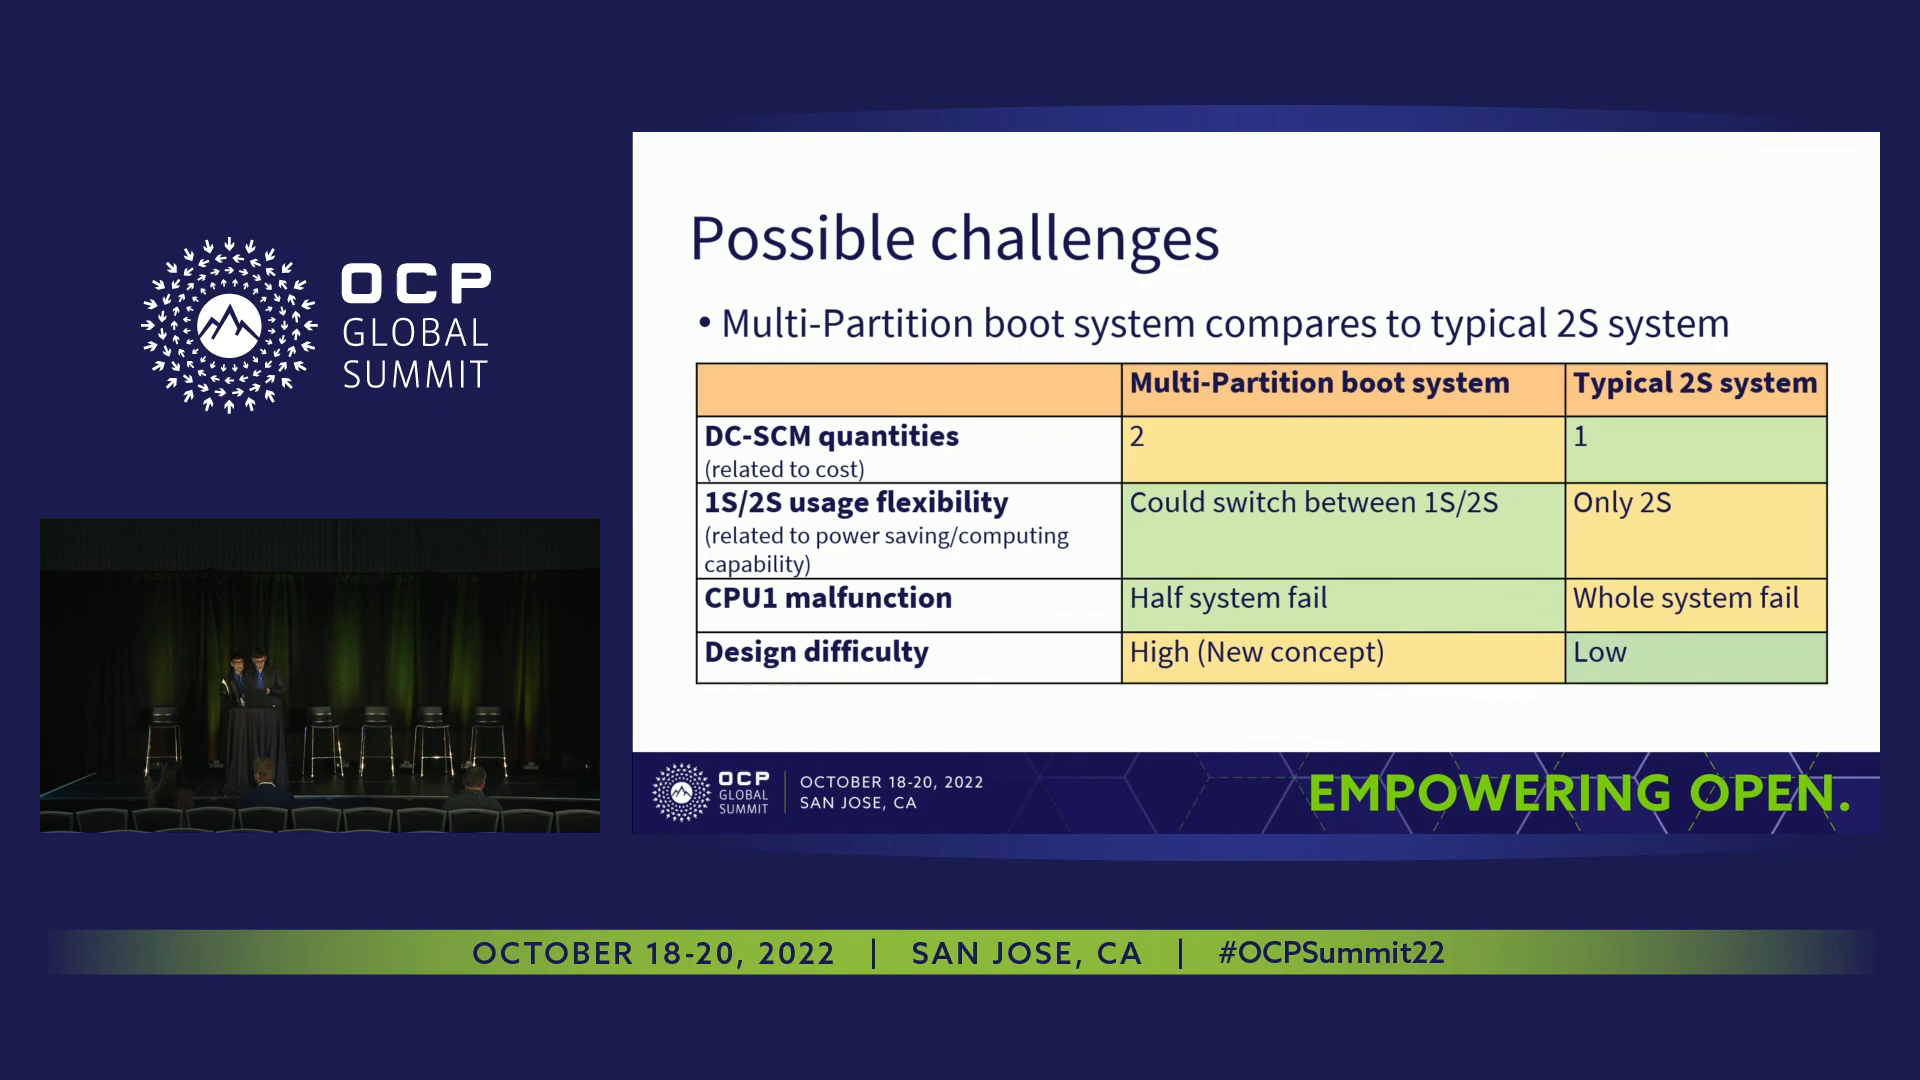 OCP
GLOBAL
SUMMIT
Possible challenges
• Multi-Partition boot system compares to typical 2S system
Multi-Partition boot system
Typical 2S system
DC-SCM quantities
(related to cost)
2
1
1S/2S usage flexibility
(related to power saving/computing
capability)
Could switch between 1S/2S
Only 2S
CPU1 malfunction
Half system fail
Whole system fail
Design difficulty
High (New concept)
Low
OCP
GLOBAL
SUMMIT
OCTOBER 18-20, 2022
SAN JOSE, CA
EMPOWERING OPEN.
OCTOBER 18-20, 2022 | SAN JOSE, CA | #OCPSummit22